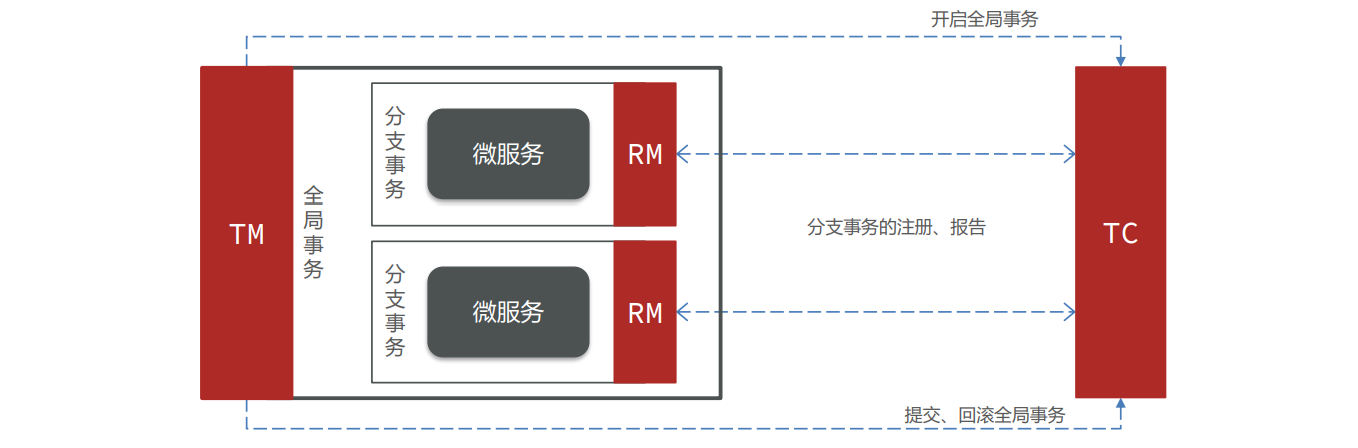 开启全局事务
TM
全局事务
分支事务
微服务
RM
分支事务
微服务
RM
分支事务的注册、报告
TC
提交、回滚全局事务